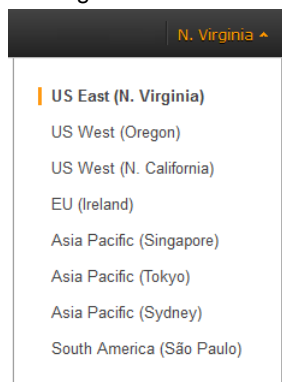 N. Virginia
US East (N. Virginia)
US West (Oregon)
US West (N. California)
EU (Ireland)
Asia Pacific (Singapore)
Asia Pacific (Tokyo)
Asia Pacific (Sydney)
South America (São Paulo)